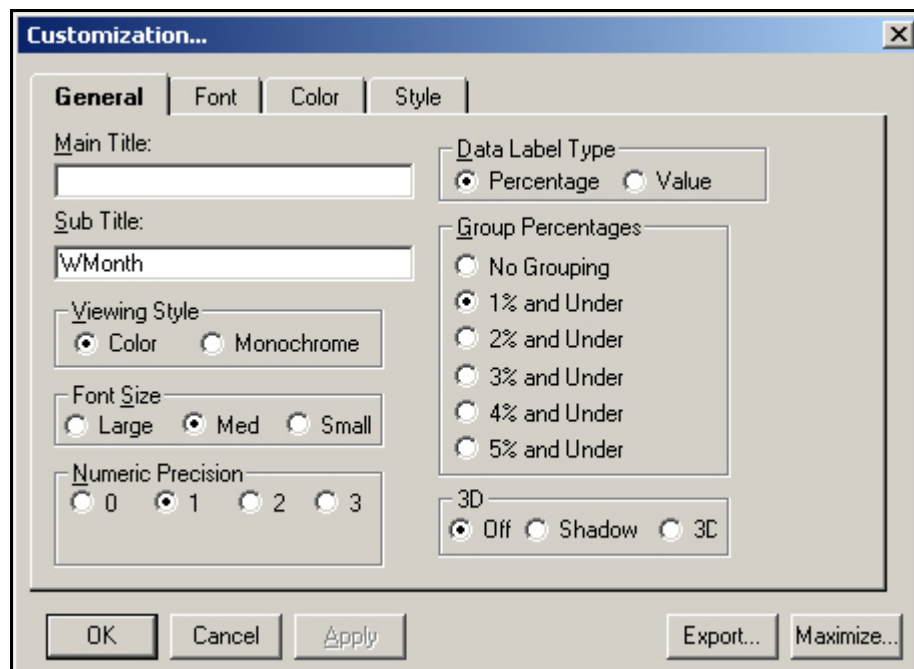 Customization...
General Font Color Style
Main Title:
Sub Title:
WMonth
Viewing Style
Color Monochrome
Font Size
Large Med Small
Numeric Precision
0 1 2 3
Data Label Type
Percentage Value
Group Percentages
No Grouping
1% and Under
2% and Under
3% and Under
4% and Under
5% and Under
3D
Off Shadow 3D
OK Cancel Apply Export... Maximize...